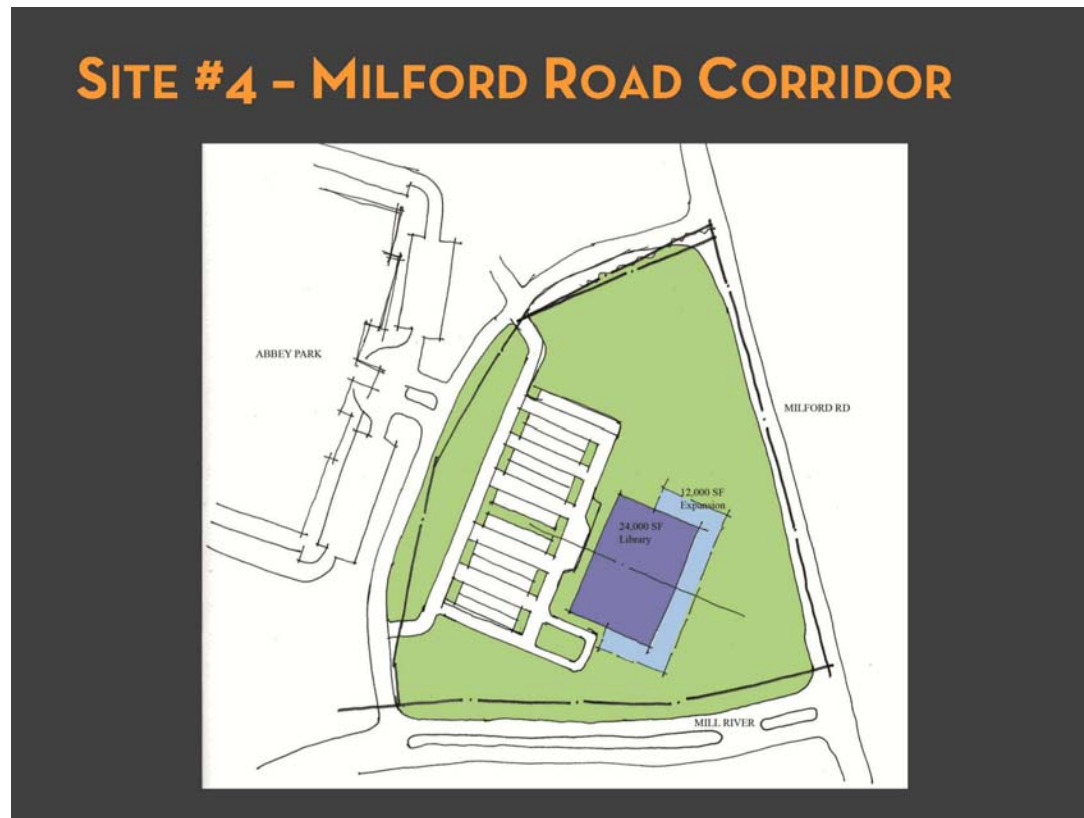 SITE #4 – MILFORD ROAD CORRIDOR
ABBEY PARK
MILFORD RD
12,000 SF
Expansion
24,000 SF
Library
MILL RIVER